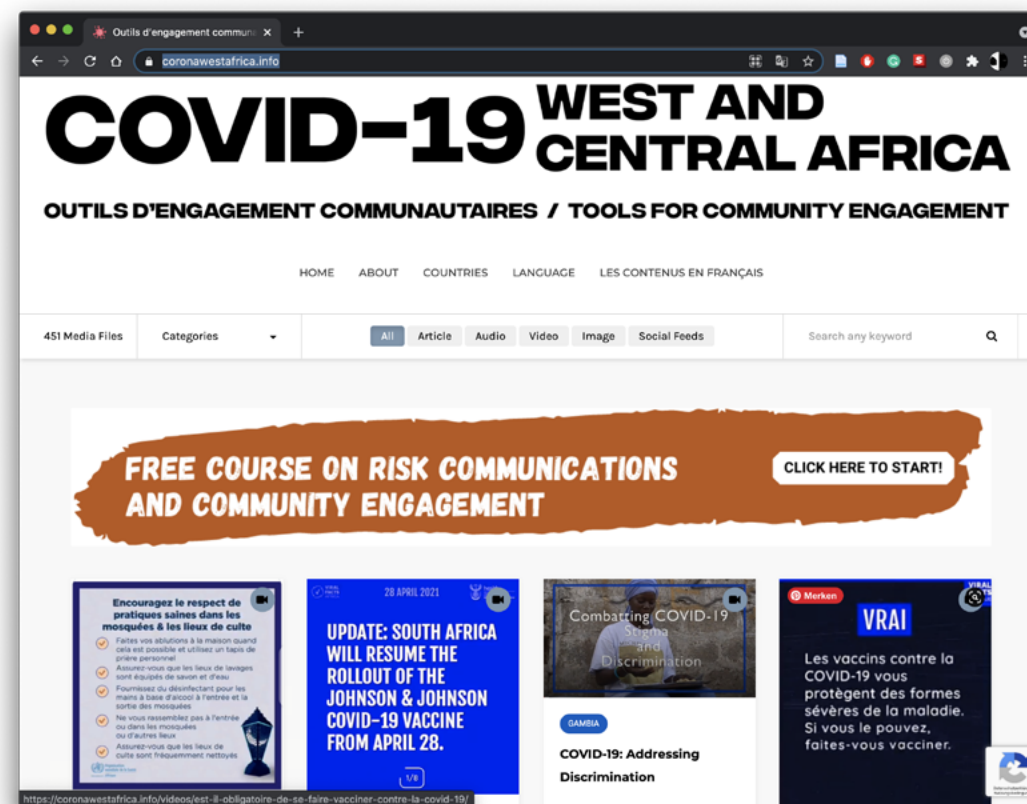 Outils d'engagement commun
coronawestafrica.info
COVID-19 WEST AND
CENTRAL AFRICA
OUTILS D'ENGAGEMENT COMMUNAUTAIRES / TOOLS FOR COMMUNITY ENGAGEMENT
HOME ABOUT COUNTRIES LANGUAGE LES CONTENUS EN FRANÇAIS
451 Media Files Categories All Article Audio Video Image Social Feeds Search any keyword
FREE COURSE ON RISK COMMUNICATIONS
AND COMMUNITY ENGAGEMENT
CLICK HERE TO START!
Encouragez le respect de
pratiques saines dans les
mosquées & les lieux de culte
Faites vos ablutions à la maison quand
cela est possible et utilisez un tapis de
prière personnel
Assurez-vous que les lieux de lavages
sont équipés de savon et d'eau
Fournissez du désinfectant pour les
mains à base d'alcool à l'entrée et la
sortie des mosquées
Ne vous rassemblez pas à l'entrée
ou dans les mosquées
ou d'autres lieux
Assurez-vous que les lieux de
culte sont fréquemment nettoyés
VIRAL
FACTS
28 APRIL 2021
UPDATE: SOUTH AFRICA
WILL RESUME THE
ROLLOUT OF THE
JOHNSON & JOHNSON
COVID-19 VACCINE
FROM APRIL 28.
1/8
Combatting COVID-19
Stigma
and
Discrimination
GAMBIA
COVID-19: Addressing
Discrimination
Merken
VIRAL
VRAI
Les vaccins contre la
COVID-19 vous
protègent des formes
sévères de la maladie.
Si vous le pouvez,
faites-vous vacciner.
https://coronawestafrica.info/videos/est-il-obligatoire-de-se-faire-vacciner-contre-la-covid-19/